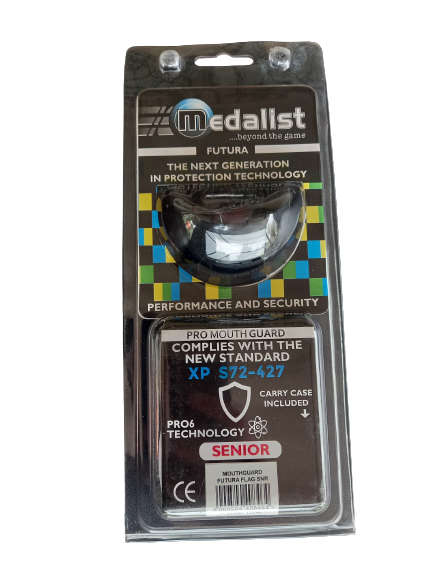 medalist
....beyond the game
FUTURA
THE NEXT GENERATION
IN PROTECTION TECHNOLOGY
PERFORMANCE AND SECURITY
PRO MOUTH GUARD
COMPLIES WITH THE
NEW STANDARD
XP S72-427
CARRY CASE
INCLUDED
PRO6
TECHNOLOGY
SENIOR
CE
MOUTHGUARD
FUTURA FLAG SNR